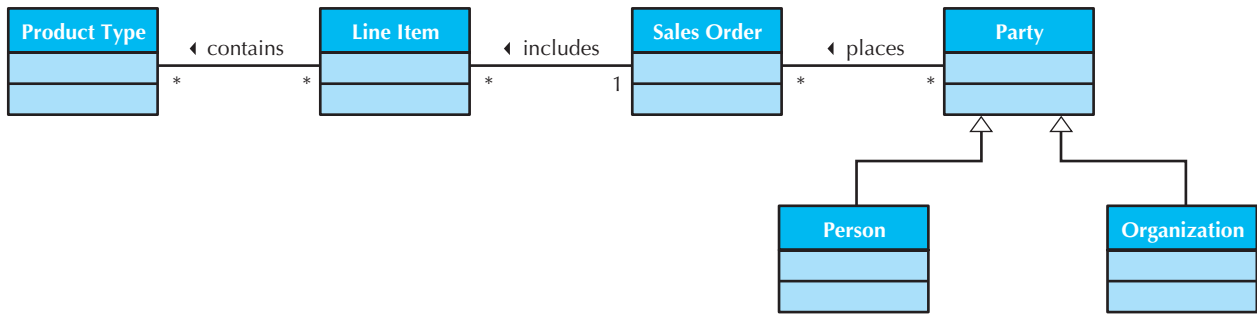 Product Type
◀ contains
Line Item
◀ includes
Sales Order
◀ places
Party
* *
* 1
* *
Person
Organization